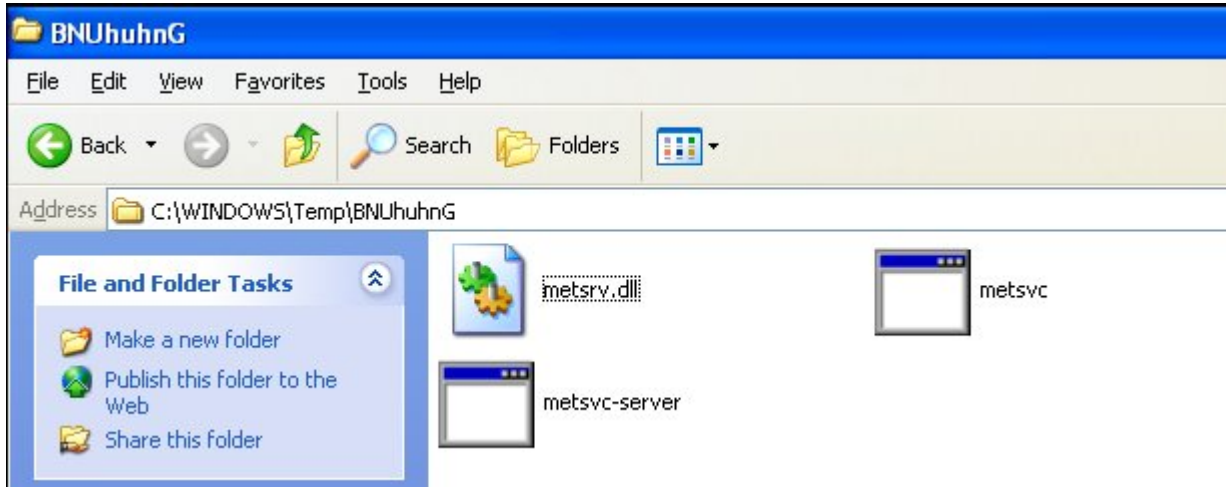 BNUhuhnG
File Edit View Favorites Tools Help
Back Search Folders
Address C:\WINDOWS\Temp\BNUhuhnG
File and Folder Tasks
Make a new folder
Publish this folder to the
Web
Share this folder
metsrv.dll
metsvc
metsvc-server